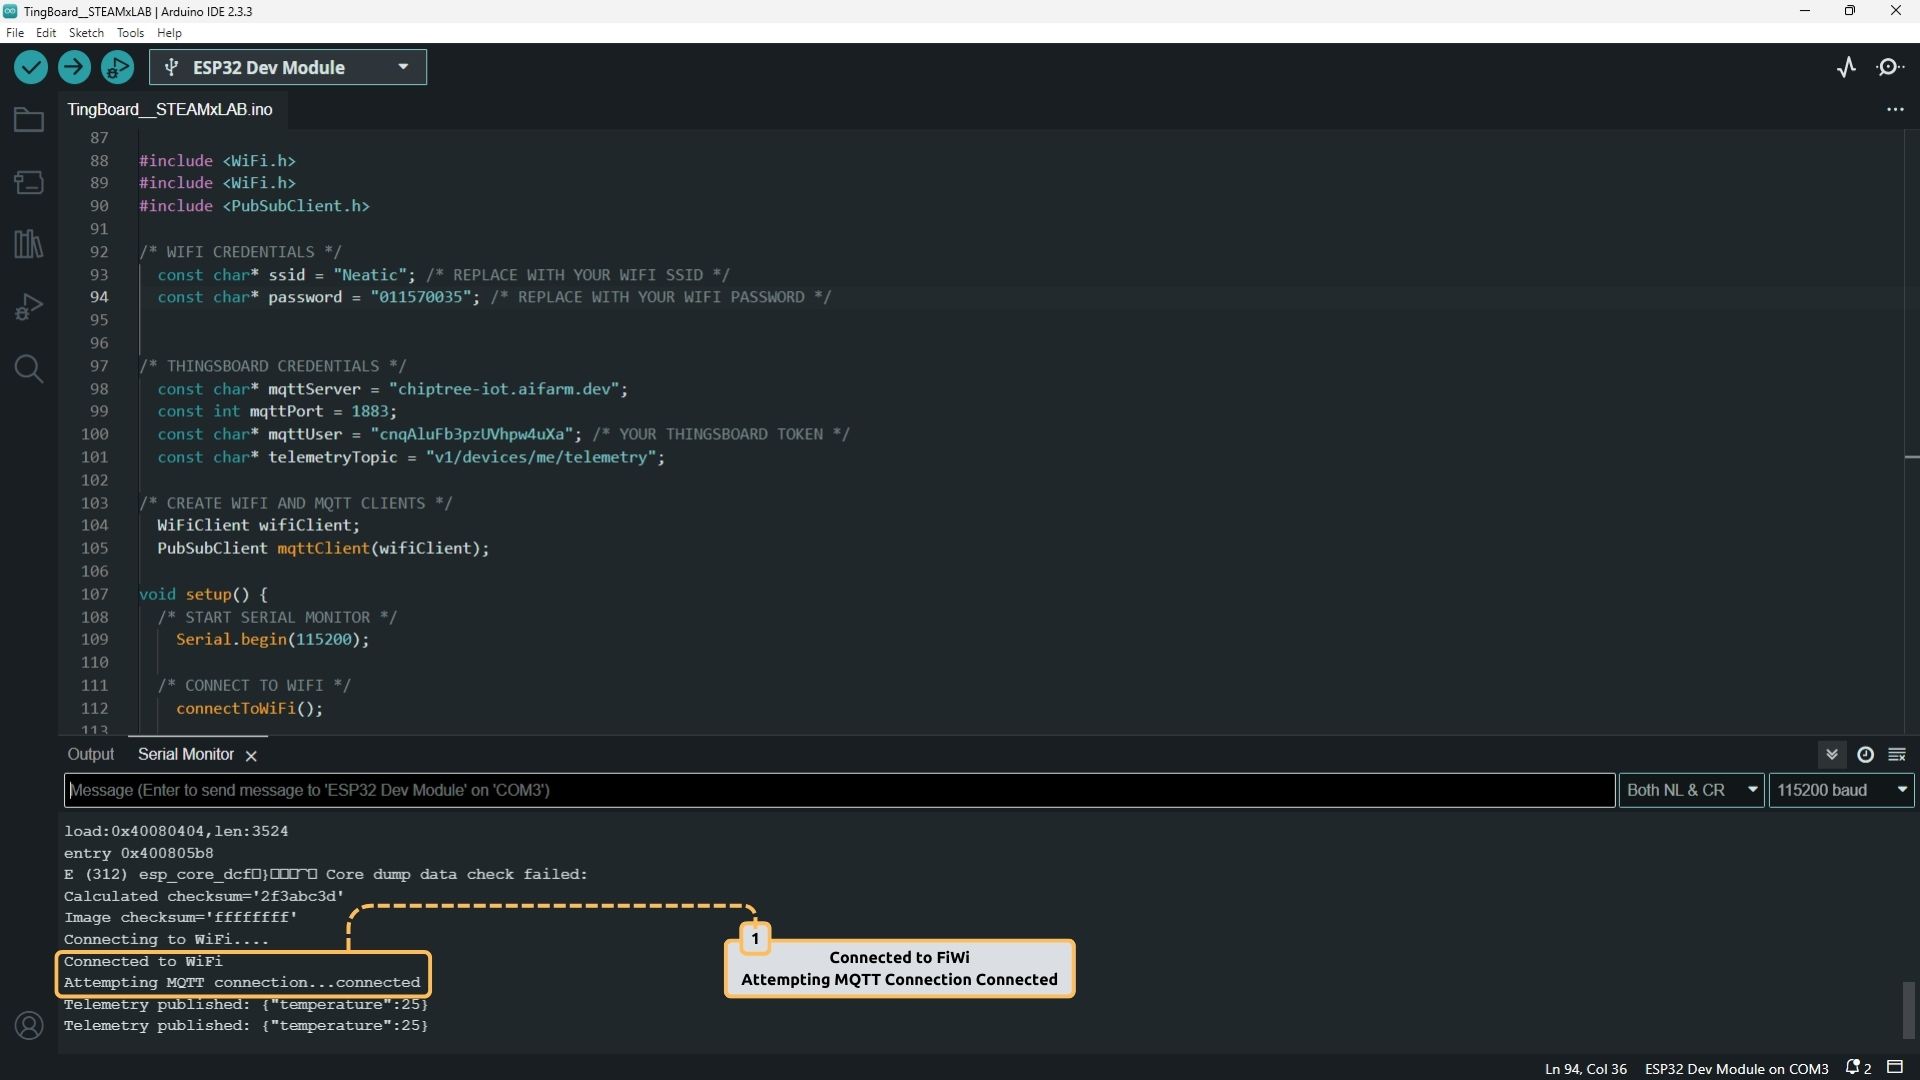 TingBoard__STEAMxLAB | Arduino IDE 2.3.3
File Edit Sketch Tools Help
ESP32 Dev Module
TingBoard__STEAMxLAB.ino
87
88 #include <WiFi.h>
89 #include <WiFi.h>
90 #include <PubSubClient.h>
91
92 /* WIFI CREDENTIALS */
93 const char* ssid = "Neatic"; /* REPLACE WITH YOUR WIFI SSID */
94 const char* password = "011570035"; /* REPLACE WITH YOUR WIFI PASSWORD */
95
96
97 /* THINGSBOARD CREDENTIALS */
98 const char* mqttServer = "chiptree-iot.aifarm.dev";
99 const int mqttPort = 1883;
100 const char* mqttUser = "cnqAluFb3pzUVhpw4uXa"; /* YOUR THINGSBOARD TOKEN */
101 const char* telemetryTopic = "v1/devices/me/telemetry";
102
103 /* CREATE WIFI AND MQTT CLIENTS */
104 WiFiClient wifiClient;
105 PubSubClient mqttClient(wifiClient);
106
107 void setup() {
108 /* START SERIAL MONITOR */
109 Serial.begin(115200);
110
111 /* CONNECT TO WIFI */
112 connectToWiFi();
113
Output Serial Monitor
Message (Enter to send message to 'ESP32 Dev Module' on 'COM3') Both NL & CR 115200 baud
load:0x40080404,len:3524
entry 0x400805b8
E (312) esp_core_dcf Core dump data check failed:
Calculated checksum='2f3abc3d'
Image checksum='ffffffff'
Connecting to WiFi....
Connected to WiFi
Attempting MQTT connection...connected
Telemetry published: {"temperature":25}
Telemetry published: {"temperature":25}
1
Connected to FiWi
Attempting MQTT Connection Connected
Ln 94, Col 36 ESP32 Dev Module on COM3 2